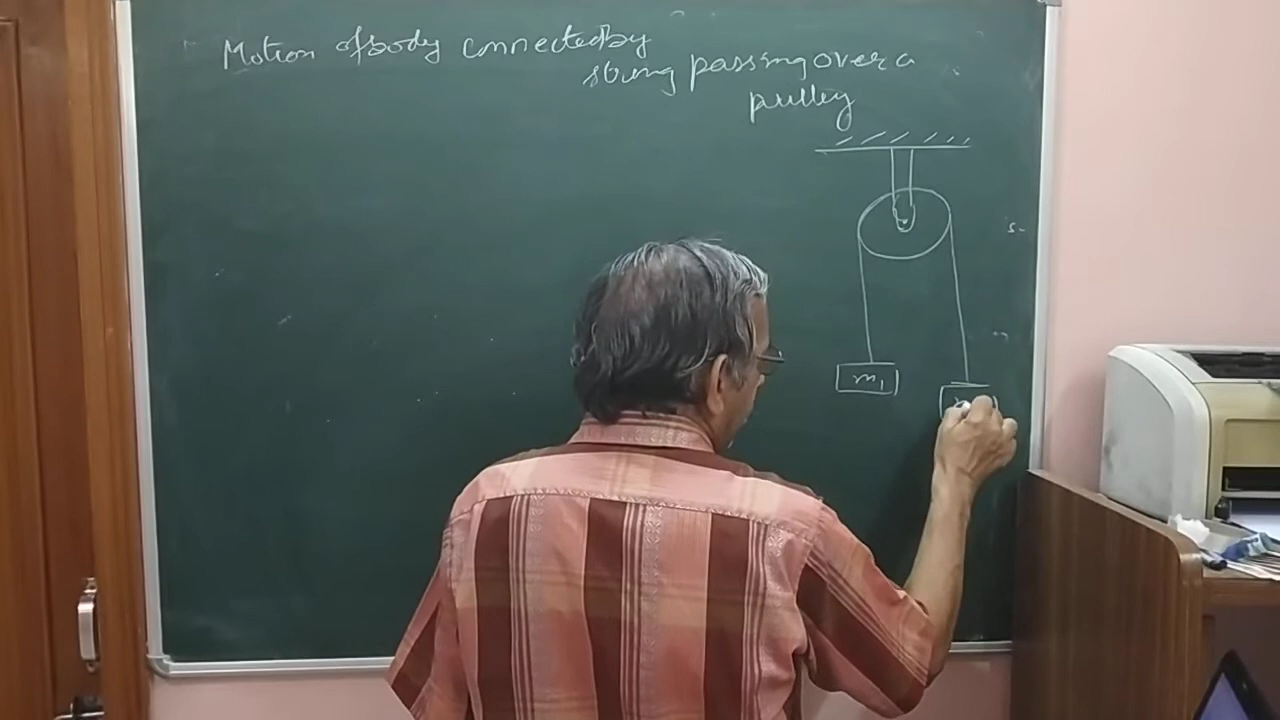 Motion of body connected by
string passing over a
pulley
m₁